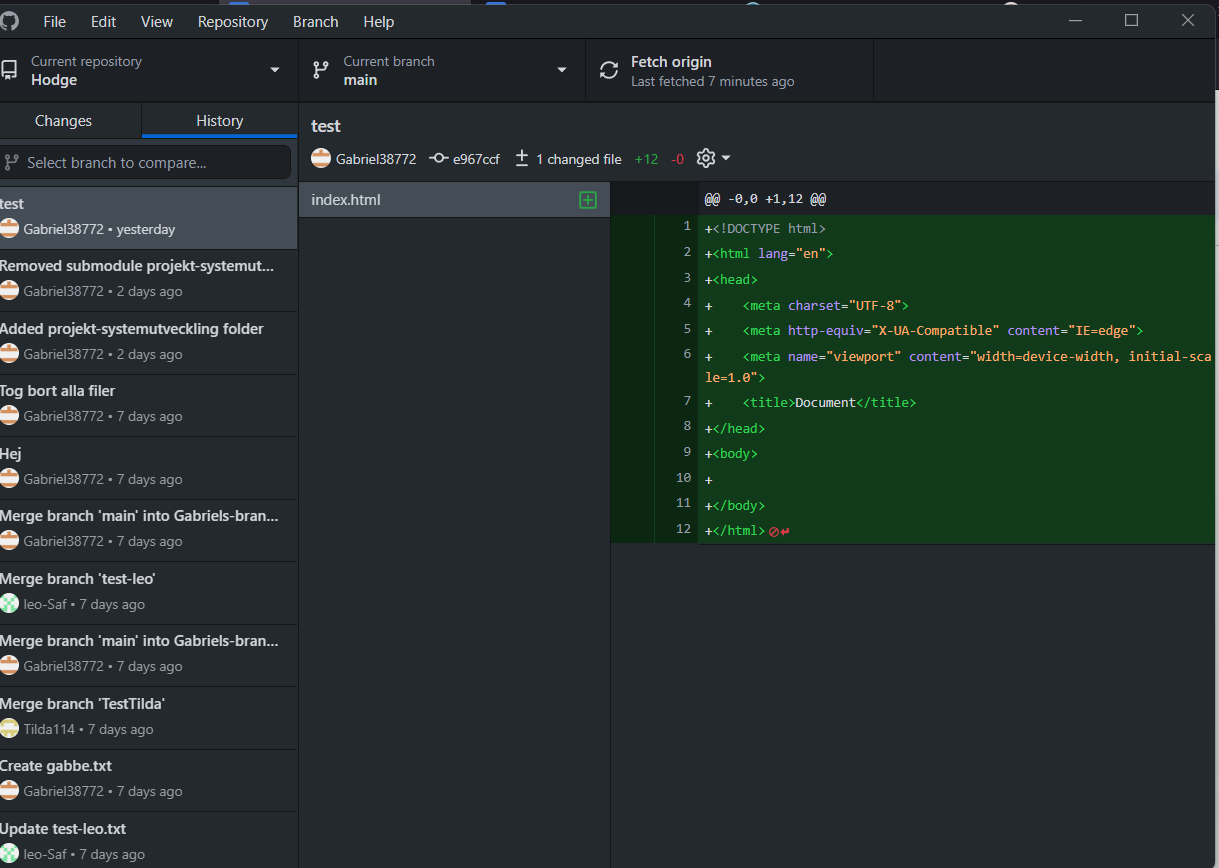 File Edit View Repository Branch Help
Current repository
Hodge
Current branch
main
Fetch origin
Last fetched 7 minutes ago
Changes
History
Select branch to compare...
test
Gabriel38772 • yesterday
Removed submodule projekt-systemut...
Gabriel38772 • 2 days ago
Added projekt-systemutveckling folder
Gabriel38772 • 2 days ago
Tog bort alla filer
Gabriel38772 • 7 days ago
Hej
Gabriel38772 • 7 days ago
Merge branch 'main' into Gabriels-bran...
Gabriel38772 • 7 days ago
Merge branch 'test-leo'
leo-Saf • 7 days ago
Merge branch 'main' into Gabriels-bran...
Gabriel38772 • 7 days ago
Merge branch 'TestTilda'
Tilda114 • 7 days ago
Create gabbe.txt
Gabriel38772 • 7 days ago
Update test-leo.txt
leo-Saf • 7 days ago
test
Gabriel38772 e967ccf 1 changed file +12 -0
index.html
@@ -0,0 +1,12 @@
1 +<!DOCTYPE html>
2 +<html lang="en">
3 +<head>
4 +    <meta charset="UTF-8">
5 +    <meta http-equiv="X-UA-Compatible" content="IE=edge">
6 +    <meta name="viewport" content="width=device-width, initial-sca
le=1.0">
7 +    <title>Document</title>
8 +</head>
9 +<body>
10 +
11 +</body>
12 +</html>